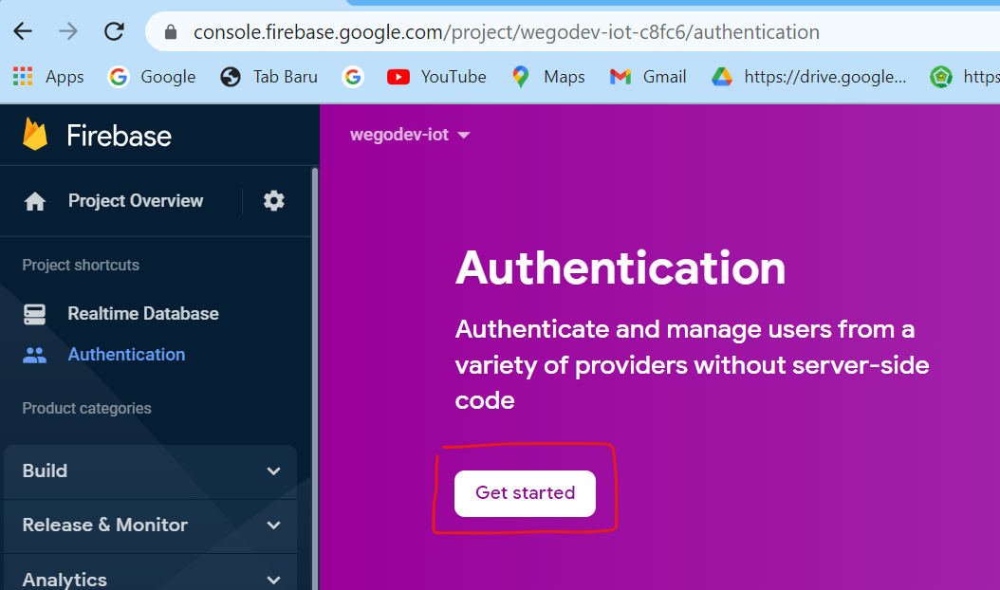 console.firebase.google.com/project/wegodev-iot-c8fc6/authentication
Apps Google Tab Baru YouTube Maps Gmail https://drive.google... https
Firebase
wegodev-iot
Project Overview
Project shortcuts
Realtime Database
Authentication
Product categories
Build
Release & Monitor
Analytics
Authentication
Authenticate and manage users from a
variety of providers without server-side
code
Get started